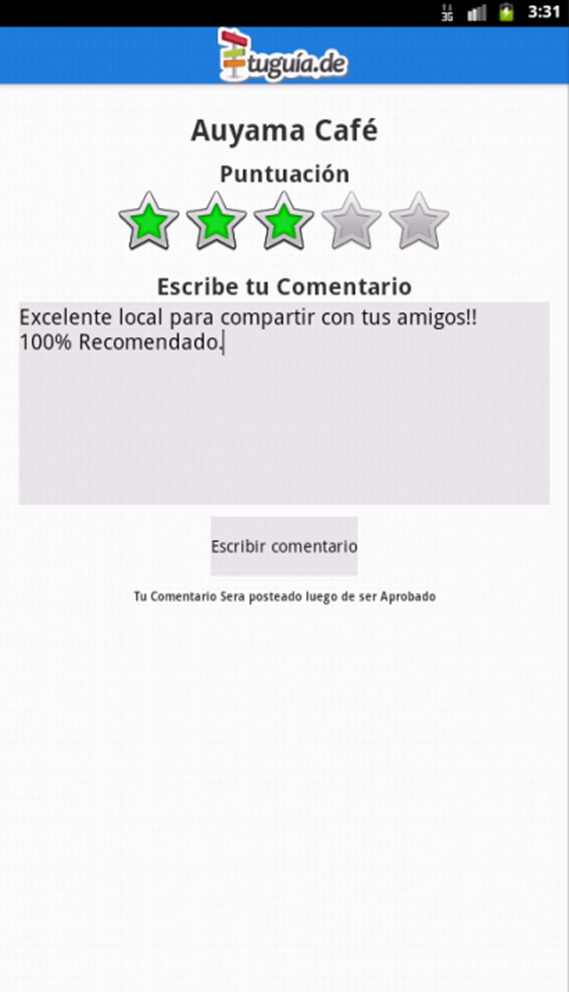 3G 3:31
tuguía.de
Auyama Café
Puntuación
Escribe tu Comentario
Excelente local para compartir con tus amigos!!
100% Recomendado.
Escribir comentario
Tu Comentario Sera posteado luego de ser Aprobado